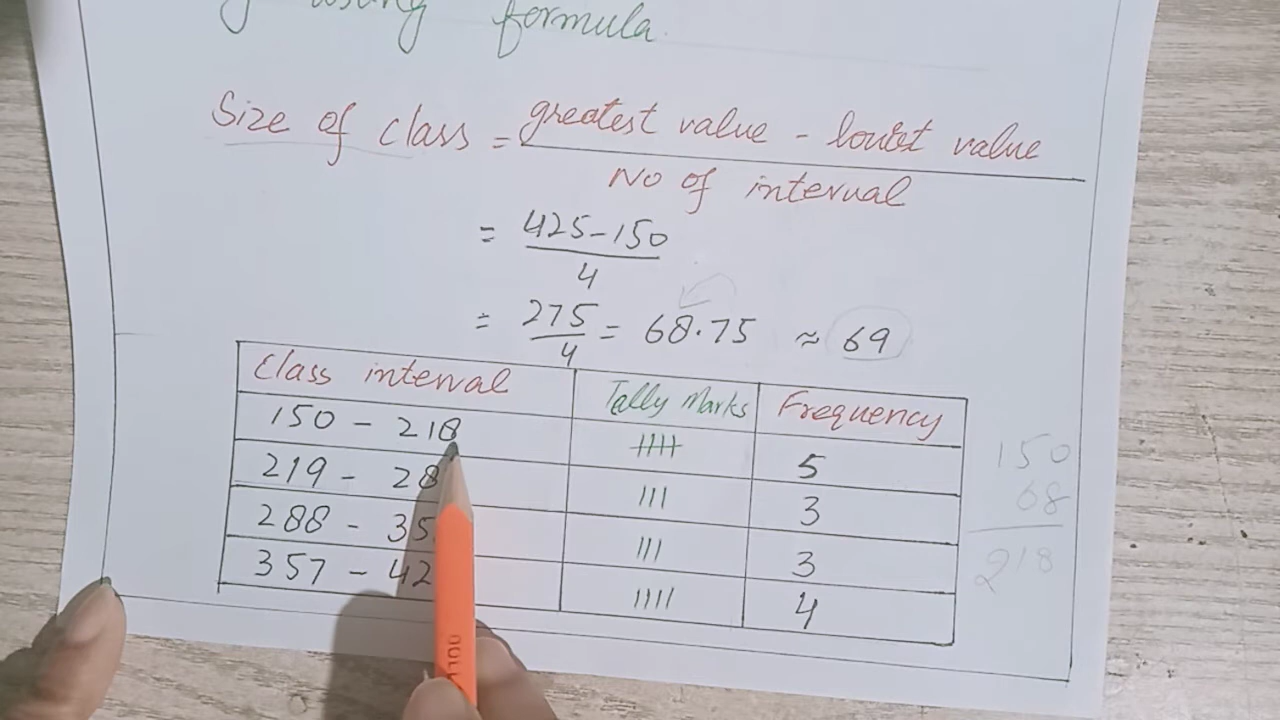 using formula.
Size of class = greatest value - lowest value
No of interval
= 425-150
4
= 275 = 68.75 ≈ 69
4
Class interval Tally Marks Frequency
150 - 218 𝍸 5
219 - 28 ||| 3
288 - 35 ||| 3
357 - 42 |||| 4
150
68
218